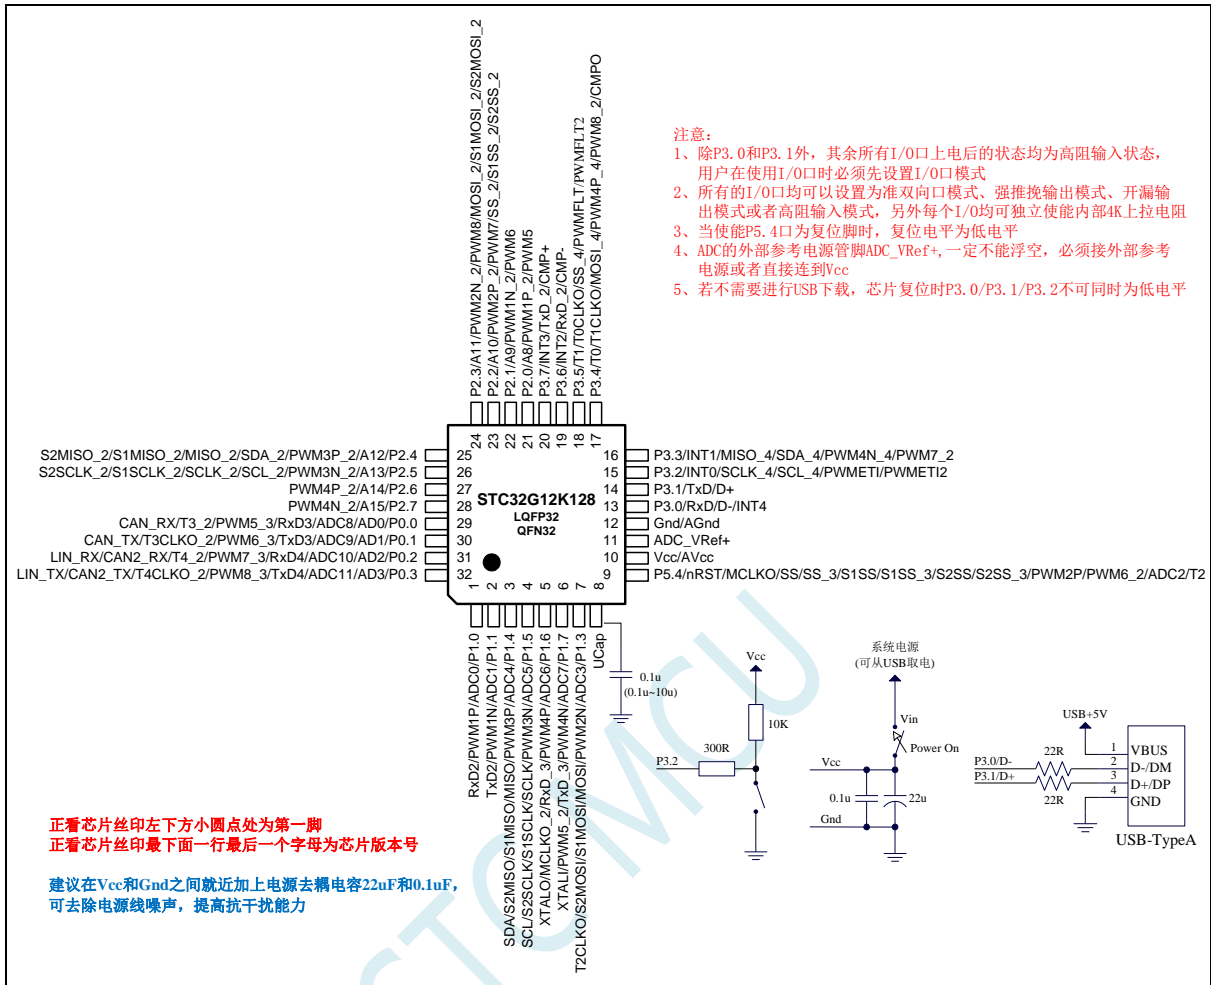 P2.3/A11/PWM2N_2/PWM8/MOSI_2/S1MOSI_2/S2MOSI_2
P2.2/A10/PWM2P_2/PWM7/SS_2/S1SS_2/S2SS_2
P2.1/A9/PWM1N_2/PWM6
P2.0/A8/PWM1P_2/PWM5
P3.7/INT3/TxD_2/CMP+
P3.6/INT2/RxD_2/CMP-
P3.5/T1/T0CLKO/SS_4/PWMFLT/PWMFLT2
P3.4/T0/T1CLKO/MOSI_4/PWM4P_4/PWM8_2/CMPO
注意：
1、除P3.0和P3.1外，其余所有I/O口上电后的状态均为高阻输入状态，
用户在使用I/O口时必须先设置I/O口模式
2、所有的I/O口均可以设置为准双向口模式、强推挽输出模式、开漏输
出模式或者高阻输入模式，另外每个I/O均可独立使能内部4K上拉电阻
3、当使能P5.4口为复位脚时，复位电平为低电平
4、ADC的外部参考电源管脚ADC_VRef+,一定不能浮空，必须接外部参考
电源或者直接连到Vcc
5、若不需要进行USB下载，芯片复位时P3.0/P3.1/P3.2不可同时为低电平
24 23 22 21 20 19 18 17
S2MISO_2/S1MISO_2/MISO_2/SDA_2/PWM3P_2/A12/P2.4 25
S2SCLK_2/S1SCLK_2/SCLK_2/SCL_2/PWM3N_2/A13/P2.5 26
PWM4P_2/A14/P2.6 27
PWM4N_2/A15/P2.7 28
CAN_RX/T3_2/PWM5_3/RxD3/ADC8/AD0/P0.0 29
CAN_TX/T3CLKO_2/PWM6_3/TxD3/ADC9/AD1/P0.1 30
LIN_RX/CAN2_RX/T4_2/PWM7_3/RxD4/ADC10/AD2/P0.2 31
LIN_TX/CAN2_TX/T4CLKO_2/PWM8_3/TxD4/ADC11/AD3/P0.3 32
STC32G12K128
LQFP32
QFN32
16 P3.3/INT1/MISO_4/SDA_4/PWM4N_4/PWM7_2
15 P3.2/INT0/SCLK_4/SCL_4/PWMETI/PWMETI2
14 P3.1/TxD/D+
13 P3.0/RxD/D-/INT4
12 Gnd/AGnd
11 ADC_VRef+
10 Vcc/AVcc
9 P5.4/nRST/MCLKO/SS/SS_3/S1SS/S1SS_3/S2SS/S2SS_3/PWM2P/PWM6_2/ADC2/T2
1 2 3 4 5 6 7 8
RxD2/PWM1P/ADC0/P1.0
TxD2/PWM1N/ADC1/P1.1
SDA/S2MISO/S1MISO/MISO/PWM3P/ADC4/P1.4
SCL/S2SCLK/S1SCLK/SCLK/PWM3N/ADC5/P1.5
XTALO/MCLKO_2/RxD_3/PWM4P/ADC6/P1.6
XTALI/PWM5_2/TxD_3/PWM4N/ADC7/P1.7
T2CLKO/S2MOSI/S1MOSI/MOSI/PWM2N/ADC3/P1.3
UCap
0.1u
(0.1u~10u)
Vcc
10K
300R
P3.2
系统电源
(可从USB取电)
Vin
Power On
Vcc
0.1u
22u
Gnd
USB+5V
P3.0/D-
P3.1/D+
22R
22R
1 VBUS
2 D-/DM
3 D+/DP
4 GND
USB-TypeA
正看芯片丝印左下方小圆点处为第一脚
正看芯片丝印最下面一行最后一个字母为芯片版本号
建议在Vcc和Gnd之间就近加上电源去耦电容22uF和0.1uF，
可去除电源线噪声，提高抗干扰能力
STCMCU